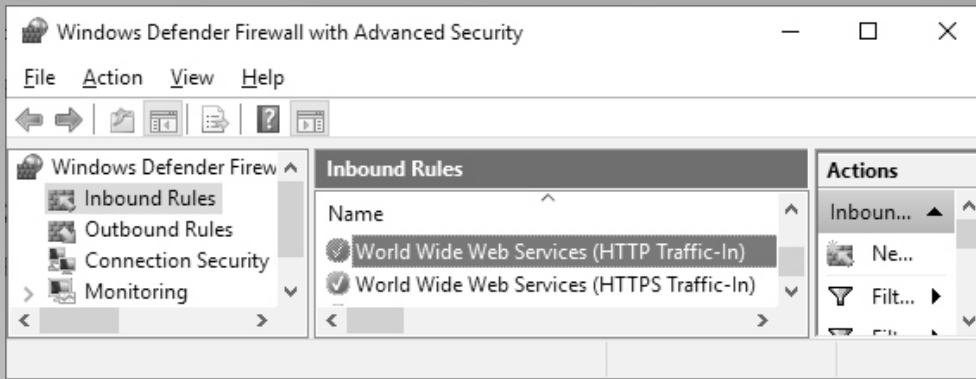 Windows Defender Firewall with Advanced Security
File Action View Help
Windows Defender Firew
Inbound Rules
Outbound Rules
Connection Security
Monitoring
Inbound Rules
Name
World Wide Web Services (HTTP Traffic-In)
World Wide Web Services (HTTPS Traffic-In)
Actions
Inboun...
Ne...
Filt...